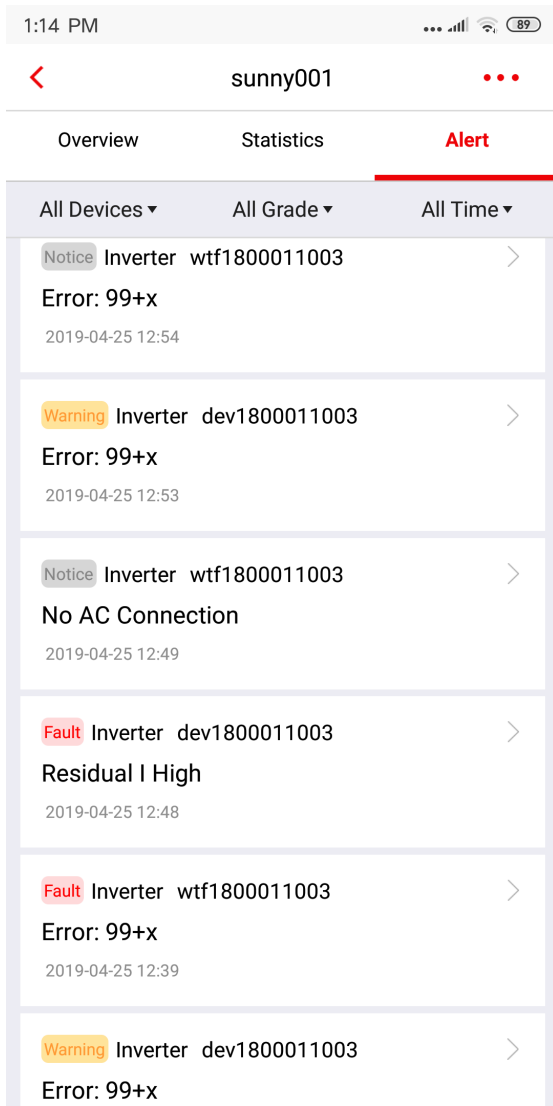 1:14 PM 89
sunny001
Overview Statistics Alert
All Devices All Grade All Time
Notice Inverter wtf1800011003
Error: 99+x
2019-04-25 12:54
Warning Inverter dev1800011003
Error: 99+x
2019-04-25 12:53
Notice Inverter wtf1800011003
No AC Connection
2019-04-25 12:49
Fault Inverter dev1800011003
Residual I High
2019-04-25 12:48
Fault Inverter wtf1800011003
Error: 99+x
2019-04-25 12:39
Warning Inverter dev1800011003
Error: 99+x